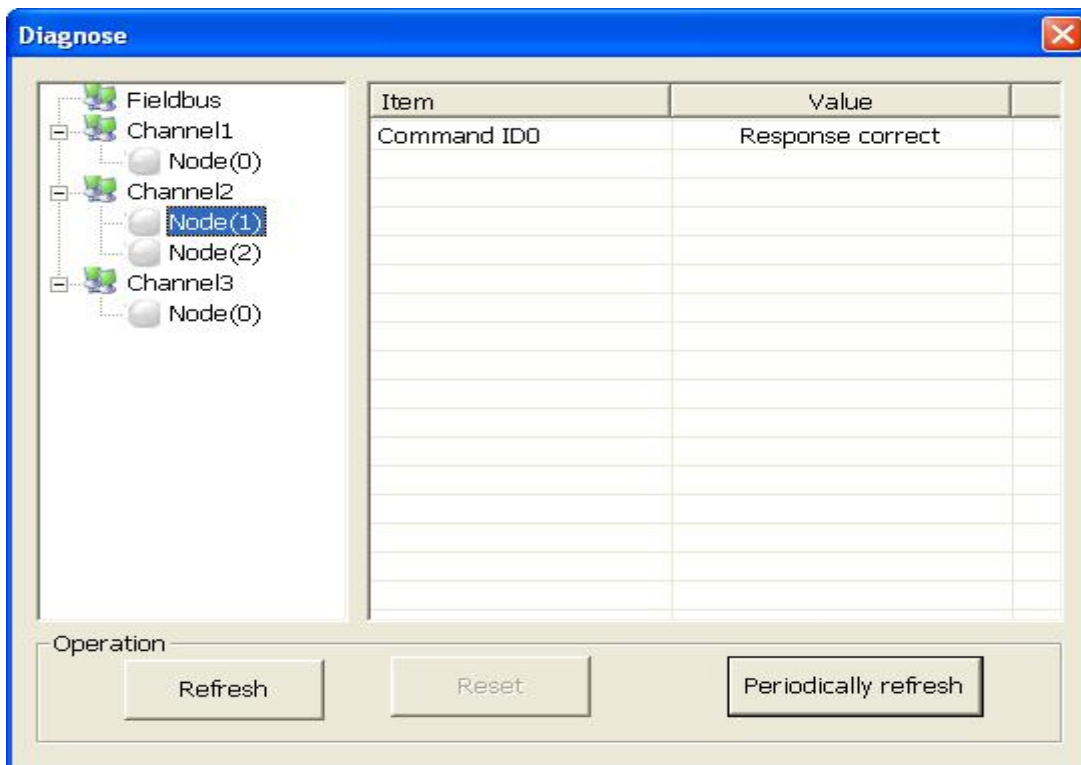 Diagnose
Fieldbus
Channel1
Node(0)
Channel2
Node(1)
Node(2)
Channel3
Node(0)
Item Value
Command ID0 Response correct
Operation
Refresh Reset Periodically refresh